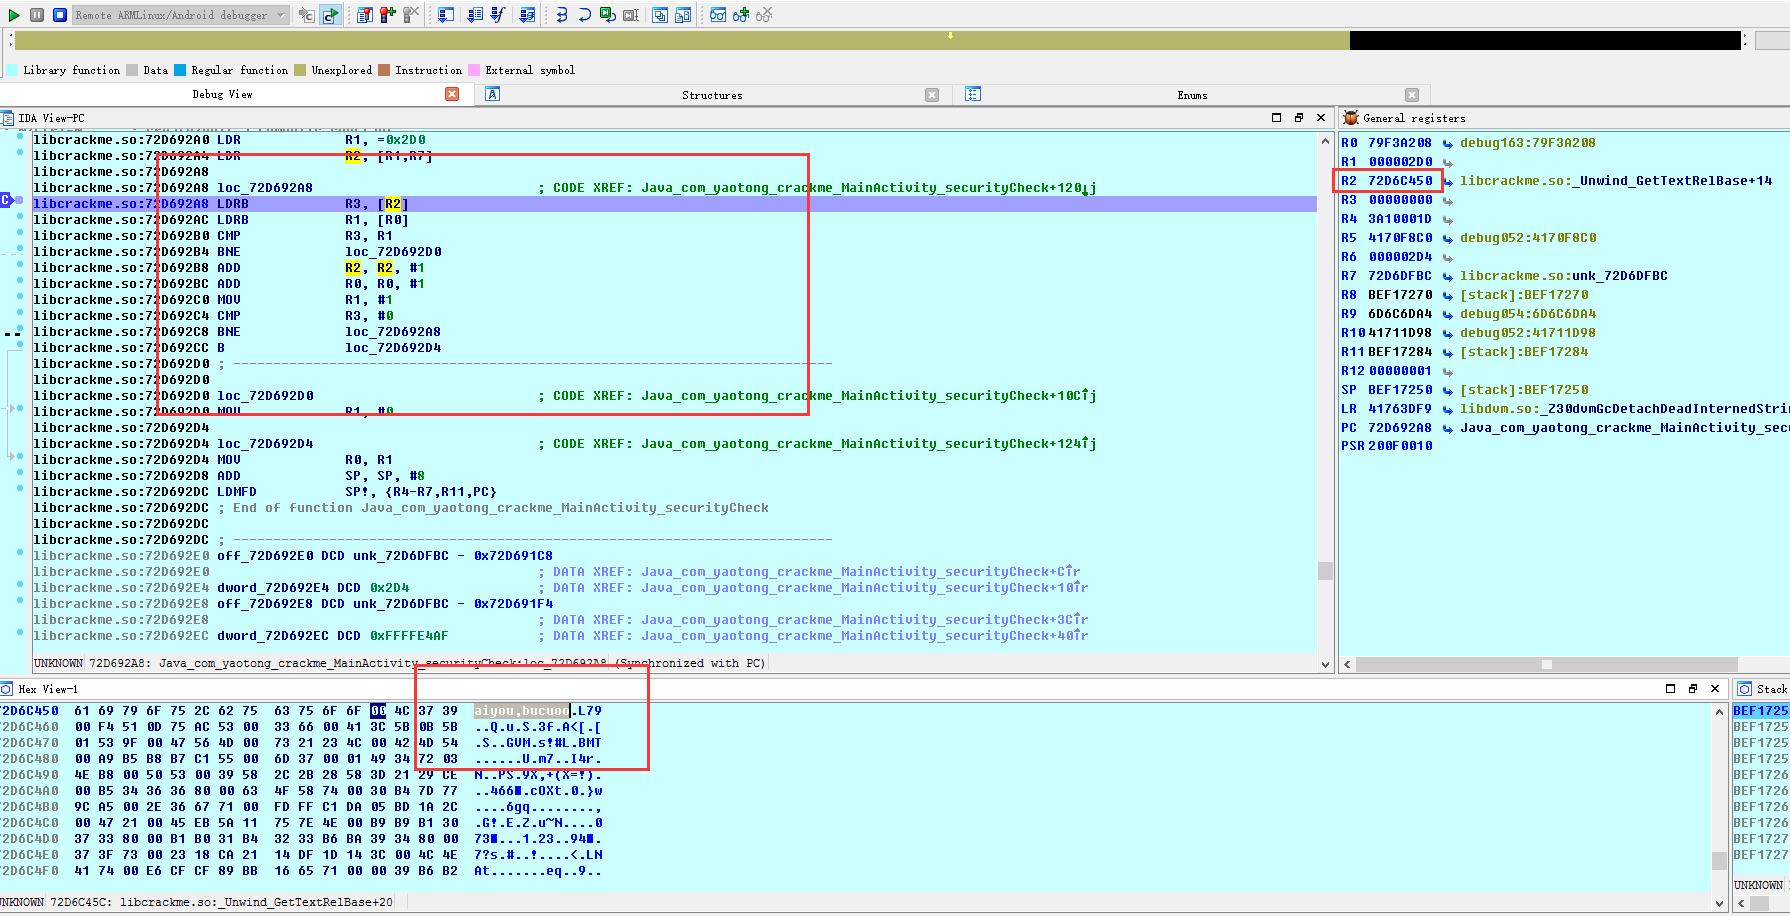 Remote ARMLinux/Android debugger
Library function Data Regular function Unexplored Instruction External symbol
Debug View Structures Enums
IDA View-PC
libcrackme.so:72D692A0 LDR R1, =0x2D0
libcrackme.so:72D692A4 LDR R2, [R1,R7]
libcrackme.so:72D692A8
libcrackme.so:72D692A8 loc_72D692A8 ; CODE XREF: Java_com_yaotong_crackme_MainActivity_securityCheck+120↓j
libcrackme.so:72D692A8 LDRB R3, [R2]
libcrackme.so:72D692AC LDRB R1, [R0]
libcrackme.so:72D692B0 CMP R3, R1
libcrackme.so:72D692B4 BNE loc_72D692D0
libcrackme.so:72D692B8 ADD R2, R2, #1
libcrackme.so:72D692BC ADD R0, R0, #1
libcrackme.so:72D692C0 MOV R1, #1
libcrackme.so:72D692C4 CMP R3, #0
libcrackme.so:72D692C8 BNE loc_72D692A8
libcrackme.so:72D692CC B loc_72D692D4
libcrackme.so:72D692D0 ; ---------------------------------------------------------------------------
libcrackme.so:72D692D0
libcrackme.so:72D692D0 loc_72D692D0 ; CODE XREF: Java_com_yaotong_crackme_MainActivity_securityCheck+10C↑j
libcrackme.so:72D692D0 MOV R1, #0
libcrackme.so:72D692D4
libcrackme.so:72D692D4 loc_72D692D4 ; CODE XREF: Java_com_yaotong_crackme_MainActivity_securityCheck+124↑j
libcrackme.so:72D692D4 MOV R0, R1
libcrackme.so:72D692D8 ADD SP, SP, #8
libcrackme.so:72D692DC LDMFD SP!, {R4-R7,R11,PC}
libcrackme.so:72D692DC ; End of function Java_com_yaotong_crackme_MainActivity_securityCheck
libcrackme.so:72D692DC
libcrackme.so:72D692DC ; ---------------------------------------------------------------------------
libcrackme.so:72D692E0 off_72D692E0 DCD unk_72D6DFBC - 0x72D691C8
libcrackme.so:72D692E0 ; DATA XREF: Java_com_yaotong_crackme_MainActivity_securityCheck+C↑r
libcrackme.so:72D692E4 dword_72D692E4 DCD 0x2D4 ; DATA XREF: Java_com_yaotong_crackme_MainActivity_securityCheck+10↑r
libcrackme.so:72D692E8 off_72D692E8 DCD unk_72D6DFBC - 0x72D691F4
libcrackme.so:72D692E8 ; DATA XREF: Java_com_yaotong_crackme_MainActivity_securityCheck+3C↑r
libcrackme.so:72D692EC dword_72D692EC DCD 0xFFFFE4AF ; DATA XREF: Java_com_yaotong_crackme_MainActivity_securityCheck+40↑r
UNKNOWN 72D692A8: Java_com_yaotong_crackme_MainActivity_securityCheck:loc_72D692A8 (Synchronized with PC)
General registers
R0 79F3A208 debug163:79F3A208
R1 000002D0
R2 72D6C450 libcrackme.so:_Unwind_GetTextRelBase+14
R3 00000000
R4 3A10001D
R5 4170F8C0 debug052:4170F8C0
R6 000002D4
R7 72D6DFBC libcrackme.so:unk_72D6DFBC
R8 BEF17270 [stack]:BEF17270
R9 6D6C6DA4 debug054:6D6C6DA4
R10 41711D98 debug052:41711D98
R11 BEF17284 [stack]:BEF17284
R12 00000001
SP BEF17250 [stack]:BEF17250
LR 41763DF9 libdvm.so:_Z30dvmGcDetachDeadInternedStri
PC 72D692A8 Java_com_yaotong_crackme_MainActivity_sec
PSR 200F0010
Hex View-1
72D6C450 61 69 79 6F 75 2C 62 75 63 75 6F 6F 00 4C 37 39 aiyou,bucuoo.L79
72D6C460 00 F4 51 0D 75 AC 53 00 33 66 00 41 3C 5B 0B 5B ..Q.u.S.3f.A<[.[
72D6C470 01 53 9F 00 47 56 4D 00 73 21 23 4C 00 42 4D 54 .S..GVM.s!#L.BMT
72D6C480 00 A9 B5 B8 B7 C1 55 00 6D 37 00 01 49 34 72 03 ......U.m7..I4r.
72D6C490 4E B8 00 50 53 00 39 58 2C 2B 28 58 3D 21 29 CE N..PS.9X,+(X=!).
72D6C4A0 00 B5 34 36 36 80 00 63 4F 58 74 00 30 B4 7D 77 ..466■.cOXt.0.}w
72D6C4B0 9C A5 00 2E 36 67 71 00 FD FF C1 DA 05 BD 1A 2C ....6gq........,
72D6C4C0 00 47 21 00 45 EB 5A 11 75 7E 4E 00 B9 B9 B1 30 .G!.E.Z.u~N....0
72D6C4D0 37 33 80 00 B1 B0 31 B4 32 33 B6 BA 39 34 80 00 73■...1.23..94■.
72D6C4E0 37 3F 73 00 23 18 CA 21 14 DF 1D 14 3C 00 4C 4E 7?s.#..!....<.LN
72D6C4F0 41 74 00 E6 CF CF 89 BB 16 65 71 00 00 39 B6 B2 At.......eq..9..
UNKNOWN 72D6C45C: libcrackme.so:_Unwind_GetTextRelBase+20
Stack
BEF1725
BEF1725
BEF1725
BEF1725
BEF1726
BEF1726
BEF1726
BEF1726
BEF1727
BEF1727
UNKNOWN